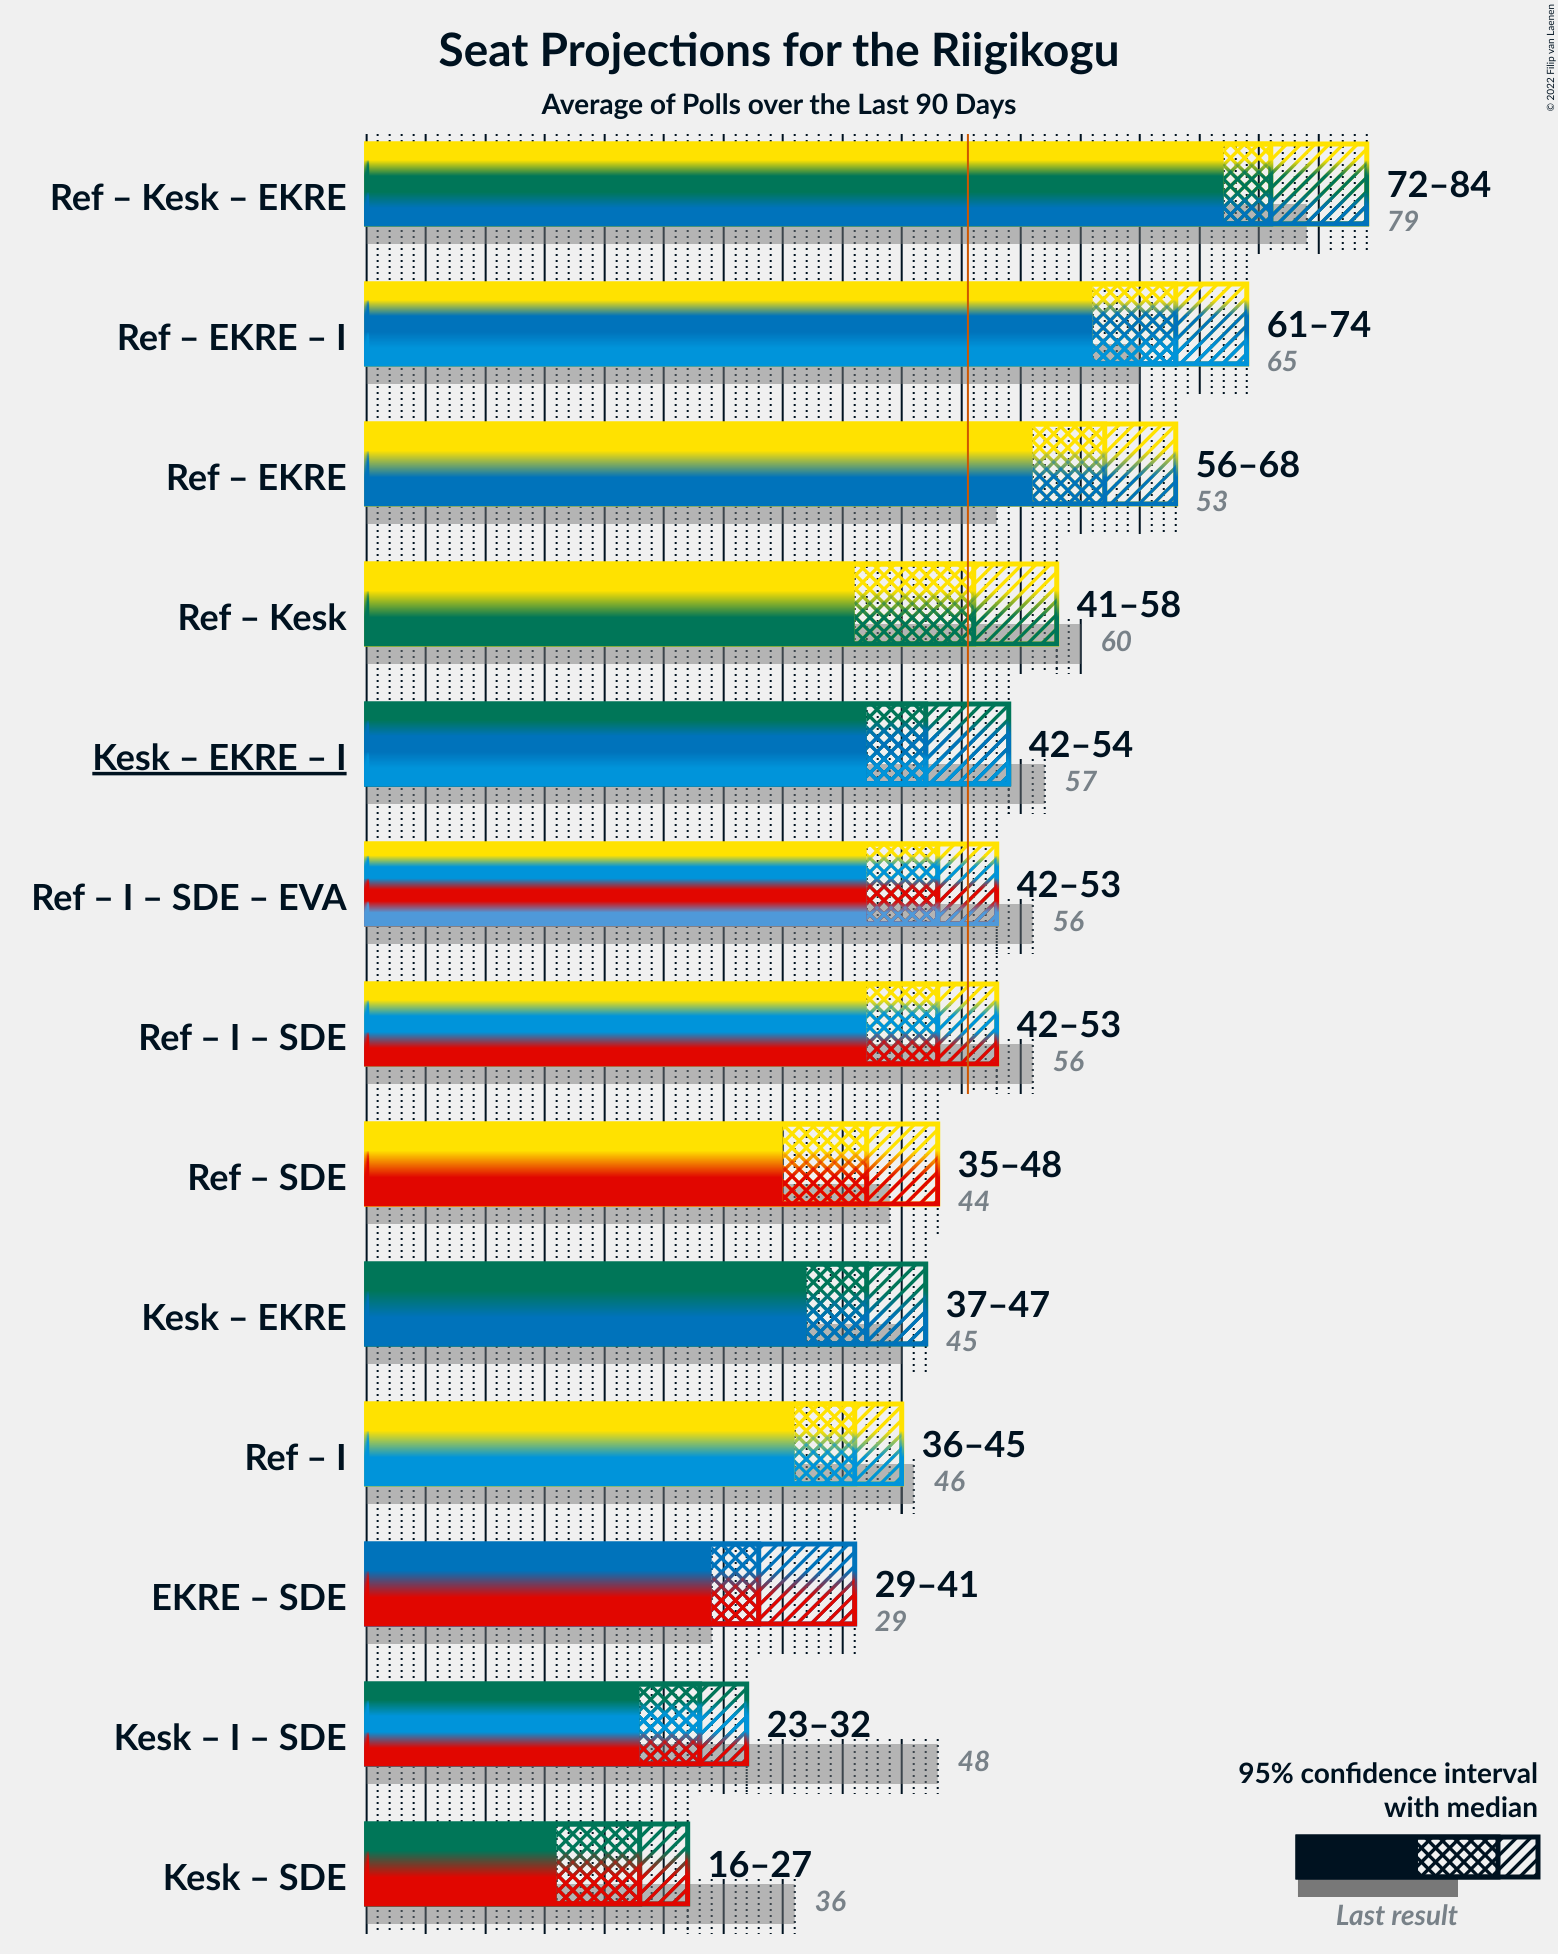 Seat Projections for the Riigikogu
Average of Polls over the Last 90 Days
© 2022 Filip van Laenen
Ref – Kesk – EKRE
72–84
79
Ref – EKRE – I
61–74
65
Ref – EKRE
56–68
53
Ref – Kesk
41–58
60
Kesk – EKRE – I
42–54
57
Ref – I – SDE – EVA
42–53
56
Ref – I – SDE
42–53
56
Ref – SDE
35–48
44
Kesk – EKRE
37–47
45
Ref – I
36–45
46
EKRE – SDE
29–41
29
Kesk – I – SDE
23–32
48
Kesk – SDE
16–27
36
95% confidence interval
with median
Last result